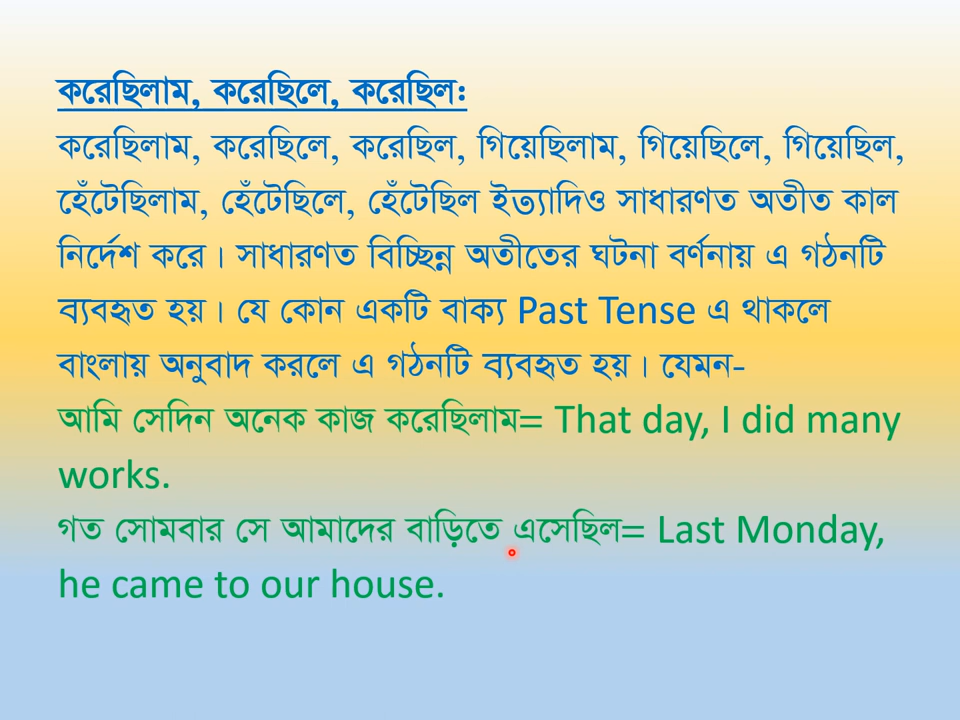 করেছিলাম, করেছিলে, করেছিল:
করেছিলাম, করেছিলে, করেছিল, গিয়েছিলাম, গিয়েছিলে, গিয়েছিল,
হেঁটেছিলাম, হেঁটেছিলে, হেঁটেছিল ইত্যাদিও সাধারণত অতীত কাল
নির্দেশ করে। সাধারণত বিচ্ছিন্ন অতীতের ঘটনা বর্ণনায় এ গঠনটি
ব্যবহৃত হয়। যে কোন একটি বাক্য Past Tense এ থাকলে
বাংলায় অনুবাদ করলে এ গঠনটি ব্যবহৃত হয়। যেমন-
আমি সেদিন অনেক কাজ করেছিলাম= That day, I did many
works.
গত সোমবার সে আমাদের বাড়িতে এসেছিল= Last Monday,
he came to our house.